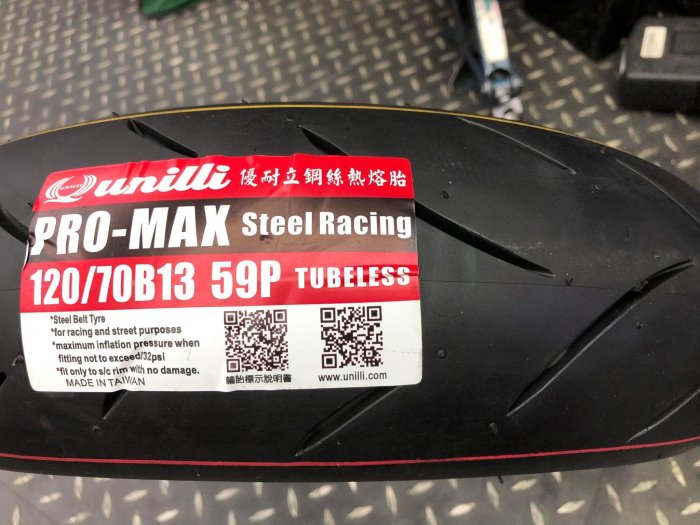 UNILLI Qunilli 優耐立鋼絲熱熔胎
PRO-MAX Steel Racing
120/70B13 59P TUBELESS
*Steel Belt Tyre
*for racing and street purposes
*maximum inflation pressure when
fitting not to exceed/32psi
*fit only to s/c rim with no damage.
MADE IN TAIWAN
輪胎標示說明書
www.unilli.com